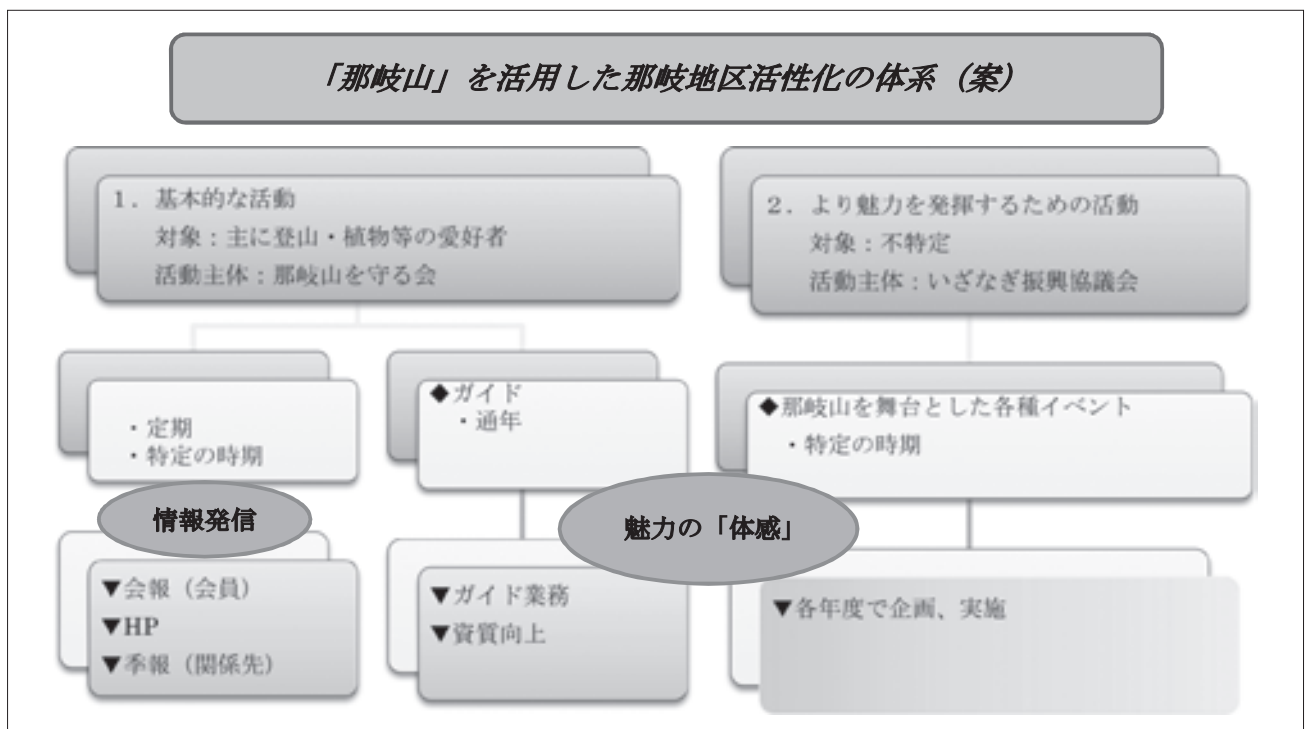 「那岐山」を活用した那岐地区活性化の体系（案）
１．基本的な活動
対象：主に登山・植物等の愛好者
活動主体：那岐山を守る会
２．より魅力を発揮するための活動
対象：不特定
活動主体：いざなぎ振興協議会
・定期
・特定の時期
◆ガイド
・通年
◆那岐山を舞台とした各種イベント
・特定の時期
情報発信
魅力の「体感」
▼会報（会員）
▼HP
▼季報（関係先）
▼ガイド業務
▼資質向上
▼各年度で企画、実施